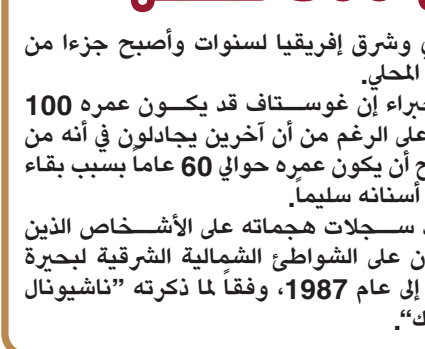 وشرق إفريقيا لسنوات وأصبح جزءا من
المحلي.
خبراء إن غوستاف قد يكون عمره 100
على الرغم من أن آخرين يجادلون في أنه من
أن يكون عمره حوالي 60 عاماً بسبب بقاء
أسنانه سليماً.
سجلات هجماته على الأشخاص الذين
على الشواطئ الشمالية الشرقية لبحيرة
إلى عام 1987، وفقاً لما ذكرته ”ناشيونال